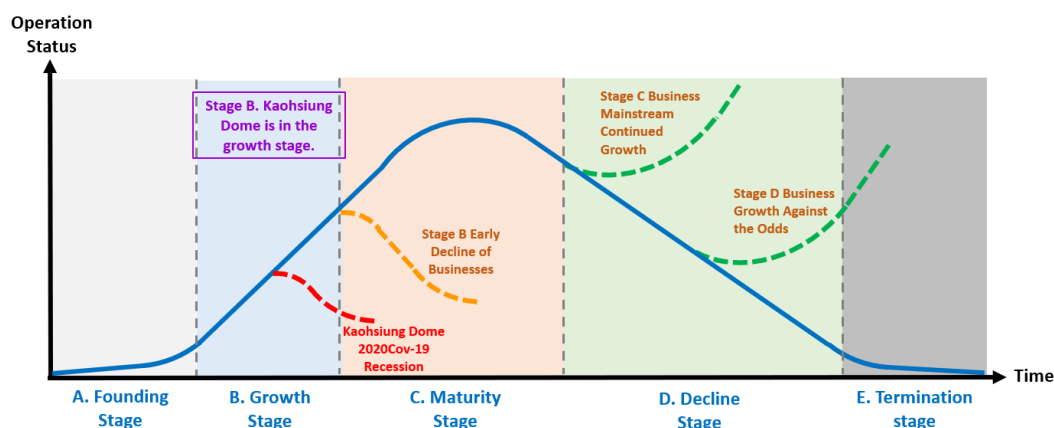 Operation
Status
Stage B. Kaohsiung
Dome is in the
growth stage.
Stage C Business
Mainstream
Continued
Growth
Stage D Business
Growth Against
the Odds
Stage B Early
Decline of
Businesses
Kaohsiung Dome
2020Cov-19
Recession
Time
A. Founding
Stage
B. Growth
Stage
C. Maturity
Stage
D. Decline
Stage
E. Termination
stage